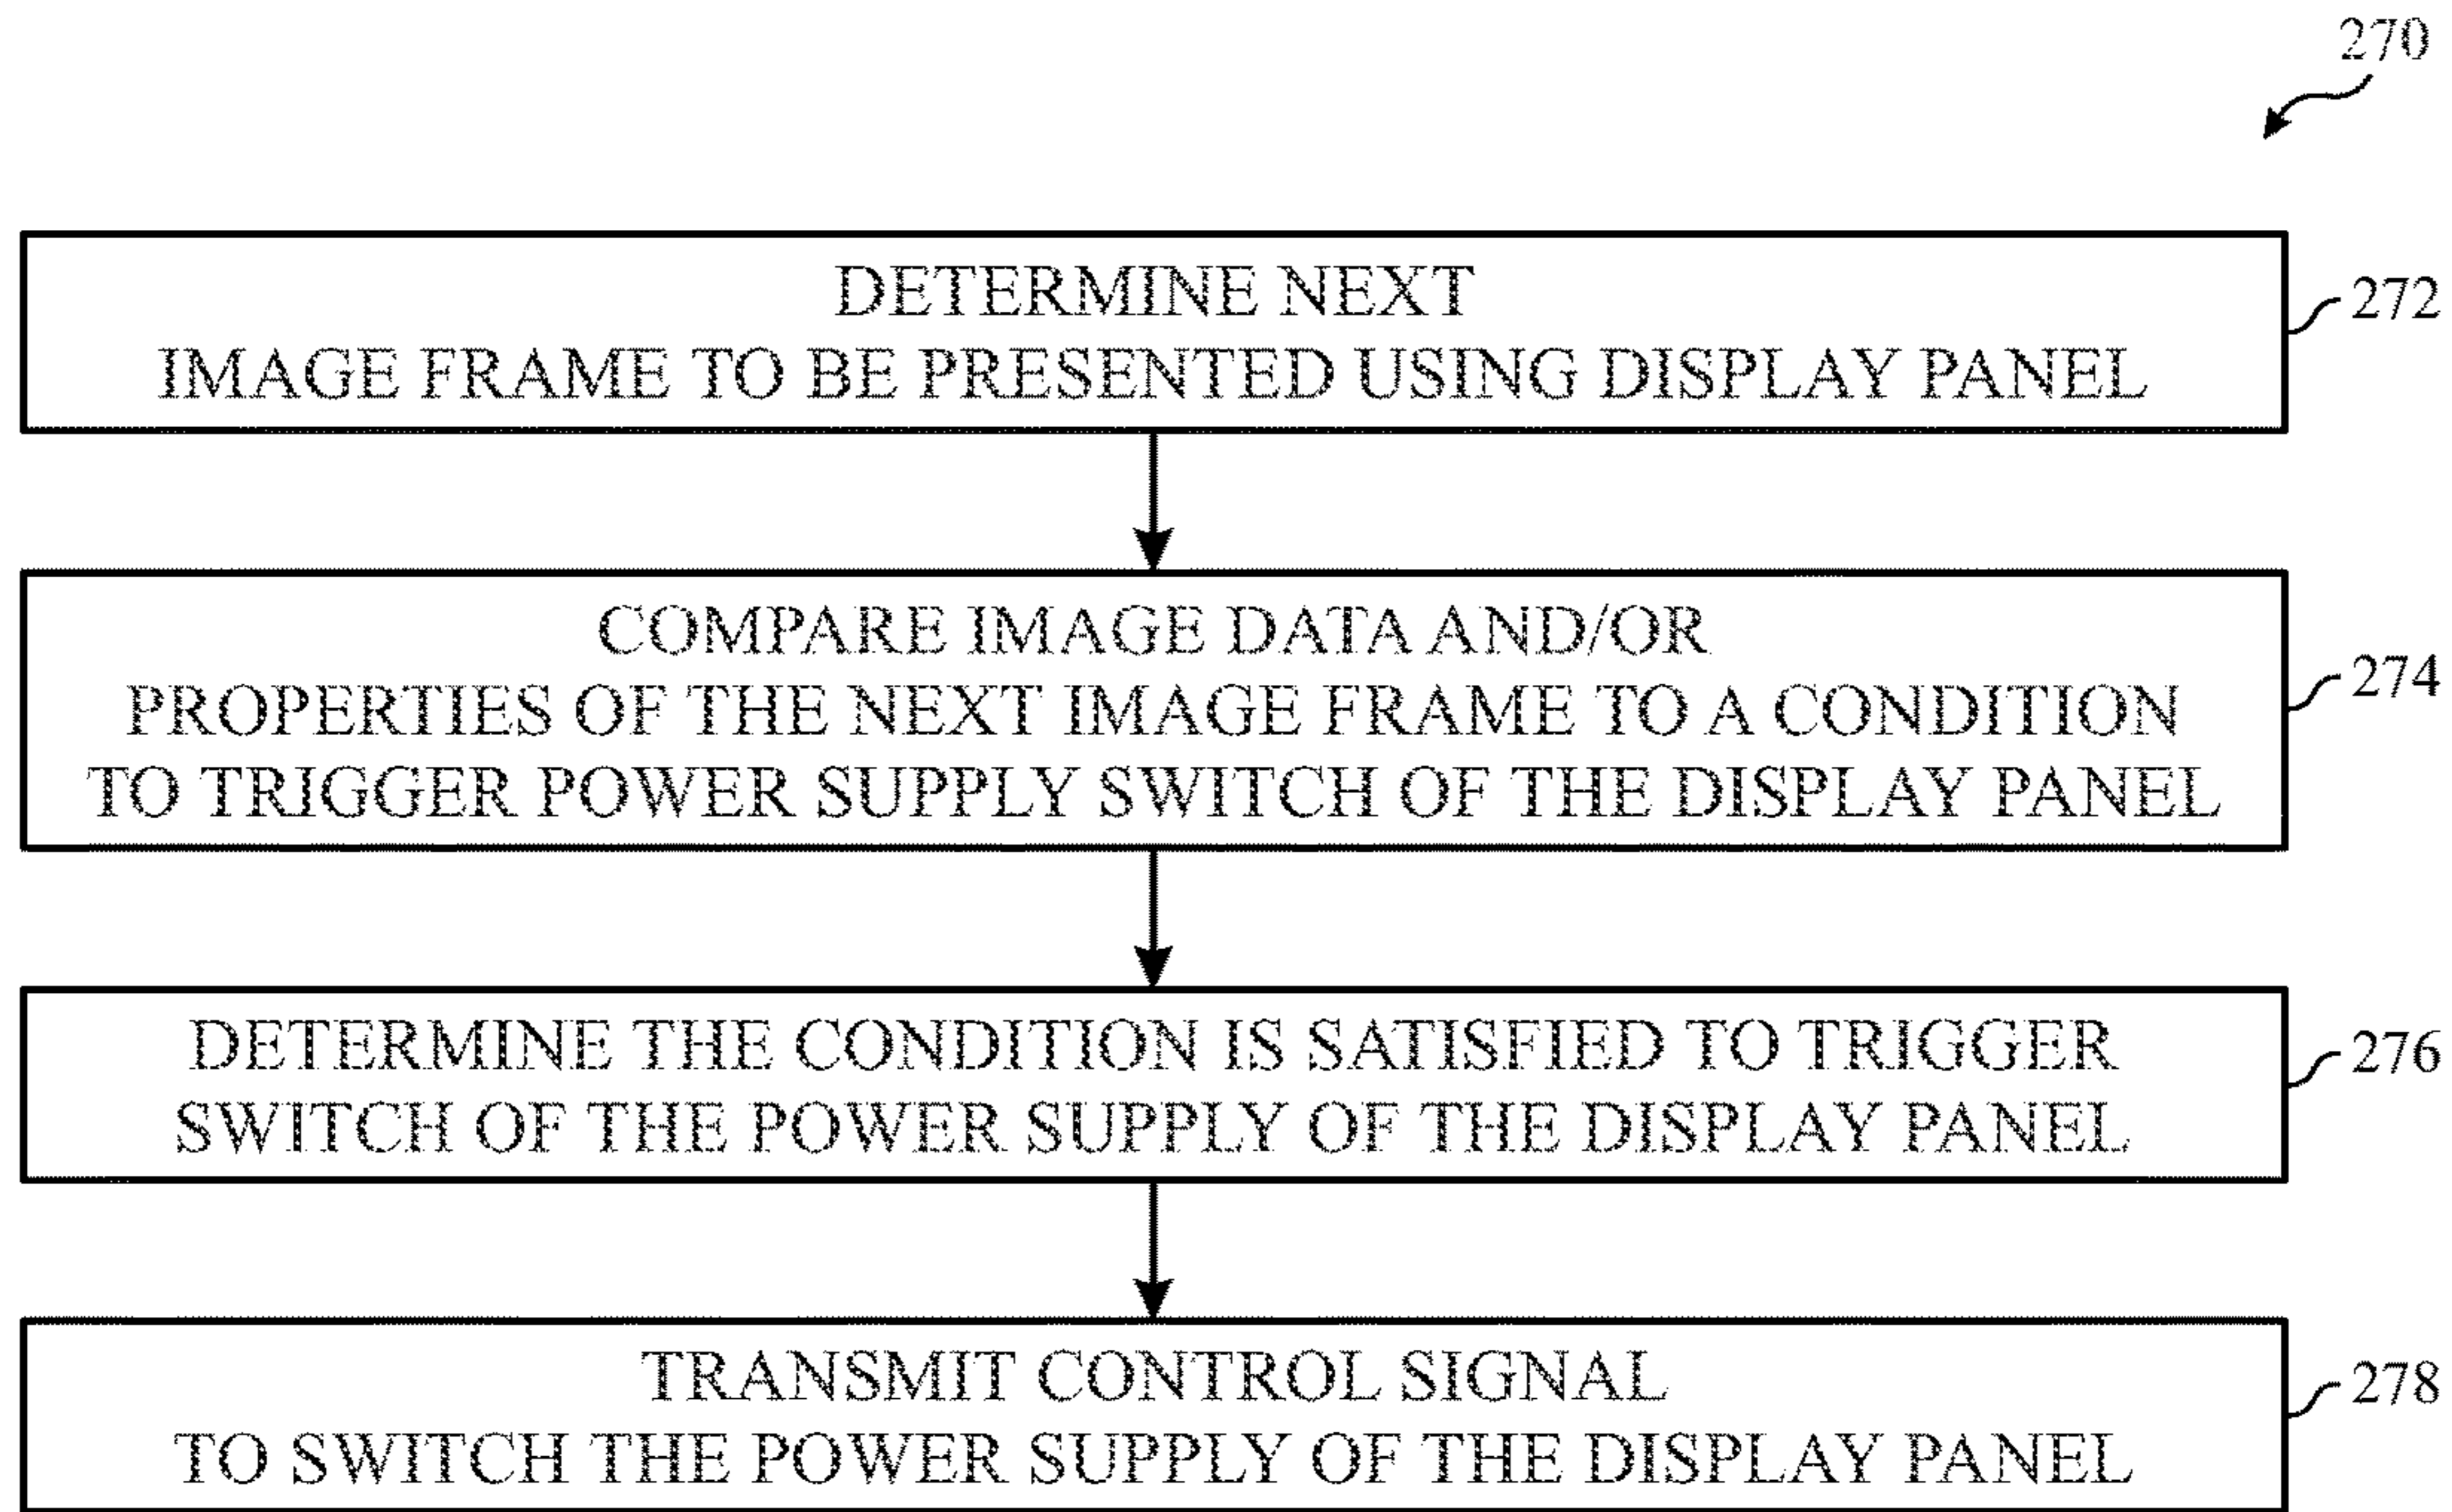 270
DETERMINE NEXT
IMAGE FRAME TO BE PRESENTED USING DISPLAY PANEL
272
COMPARE IMAGE DATA AND/OR
PROPERTIES OF THE NEXT IMAGE FRAME TO A CONDITION
TO TRIGGER POWER SUPPLY SWITCH OF THE DISPLAY PANEL
274
DETERMINE THE CONDITION IS SATISFIED TO TRIGGER
SWITCH OF THE POWER SUPPLY OF THE DISPLAY PANEL
276
TRANSMIT CONTROL SIGNAL
TO SWITCH THE POWER SUPPLY OF THE DISPLAY PANEL
278